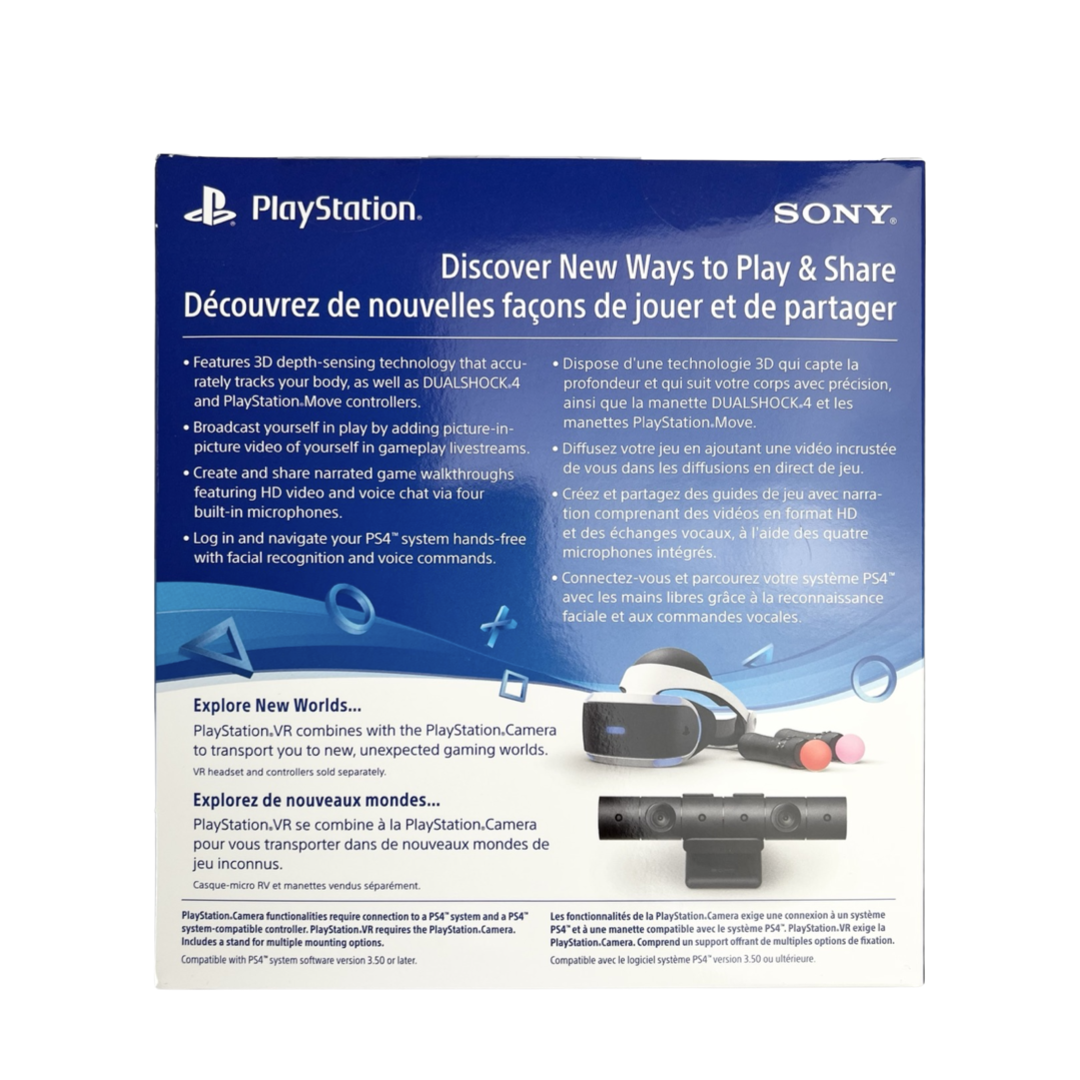 PlayStation®
SONY®
Discover New Ways to Play & Share
Découvrez de nouvelles façons de jouer et de partager
• Features 3D depth-sensing technology that accu-
rately tracks your body, as well as DUALSHOCK®4
and PlayStation®Move controllers.
• Broadcast yourself in play by adding picture-in-
picture video of yourself in gameplay livestreams.
• Create and share narrated game walkthroughs
featuring HD video and voice chat via four
built-in microphones.
• Log in and navigate your PS4™ system hands-free
with facial recognition and voice commands.
• Dispose d'une technologie 3D qui capte la
profondeur et qui suit votre corps avec précision,
ainsi que la manette DUALSHOCK®4 et les
manettes PlayStation®Move.
• Diffusez votre jeu en ajoutant une vidéo incrustée
de vous dans les diffusions en direct de jeu.
• Créez et partagez des guides de jeu avec narra-
tion comprenant des vidéos en format HD
et des échanges vocaux, à l'aide des quatre
microphones intégrés.
• Connectez-vous et parcourez votre système PS4™
avec les mains libres grâce à la reconnaissance
faciale et aux commandes vocales.
Explore New Worlds...
PlayStation®VR combines with the PlayStation®Camera
to transport you to new, unexpected gaming worlds.
VR headset and controllers sold separately.
Explorez de nouveaux mondes...
PlayStation®VR se combine à la PlayStation®Camera
pour vous transporter dans de nouveaux mondes de
jeu inconnus.
Casque-micro RV et manettes vendus séparément.
PlayStation®Camera functionalities require connection to a PS4™ system and a PS4™
system-compatible controller. PlayStation®VR requires the PlayStation®Camera.
Includes a stand for multiple mounting options.
Compatible with PS4™ system software version 3.50 or later.
Les fonctionnalités de la PlayStation®Camera exige une connexion à un système
PS4™ et à une manette compatible avec le système PS4™. PlayStation®VR exige la
PlayStation®Camera. Comprend un support offrant de multiples options de fixation.
Compatible avec le logiciel système PS4™ version 3.50 ou ultérieure.